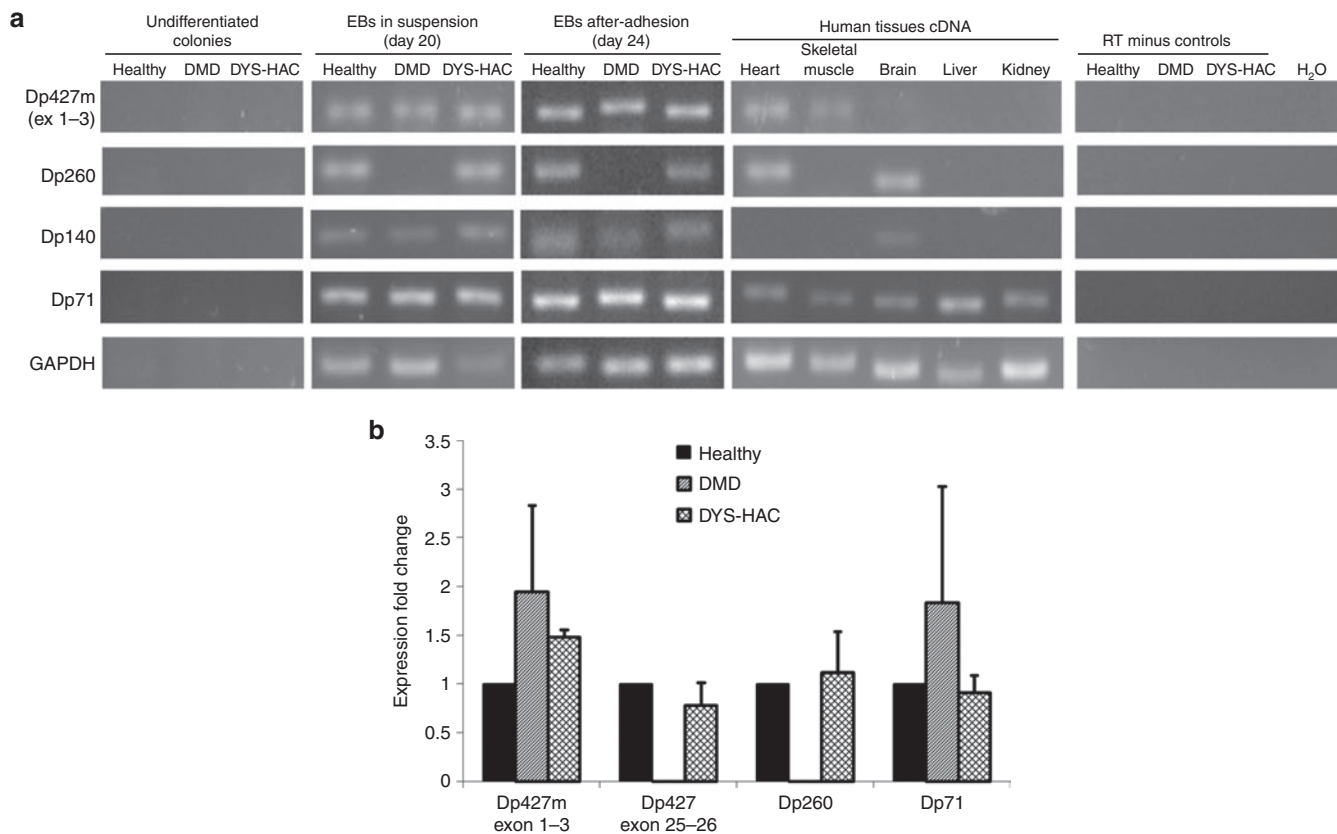 a
Undifferentiated
colonies
EBs in suspension
(day 20)
EBs after-adhesion
(day 24)
Human tissues cDNA
RT minus controls
Healthy DMD DYS-HAC
Healthy DMD DYS-HAC
Healthy DMD DYS-HAC
Heart Skeletal
muscle Brain Liver Kidney
Healthy DMD DYS-HAC H₂O
Dp427m
(ex 1–3)
Dp260
Dp140
Dp71
GAPDH
b
Expression fold change
3.5
3
2.5
2
1.5
1
0.5
0
Healthy
DMD
DYS-HAC
Dp427m
exon 1–3
Dp427
exon 25–26
Dp260
Dp71